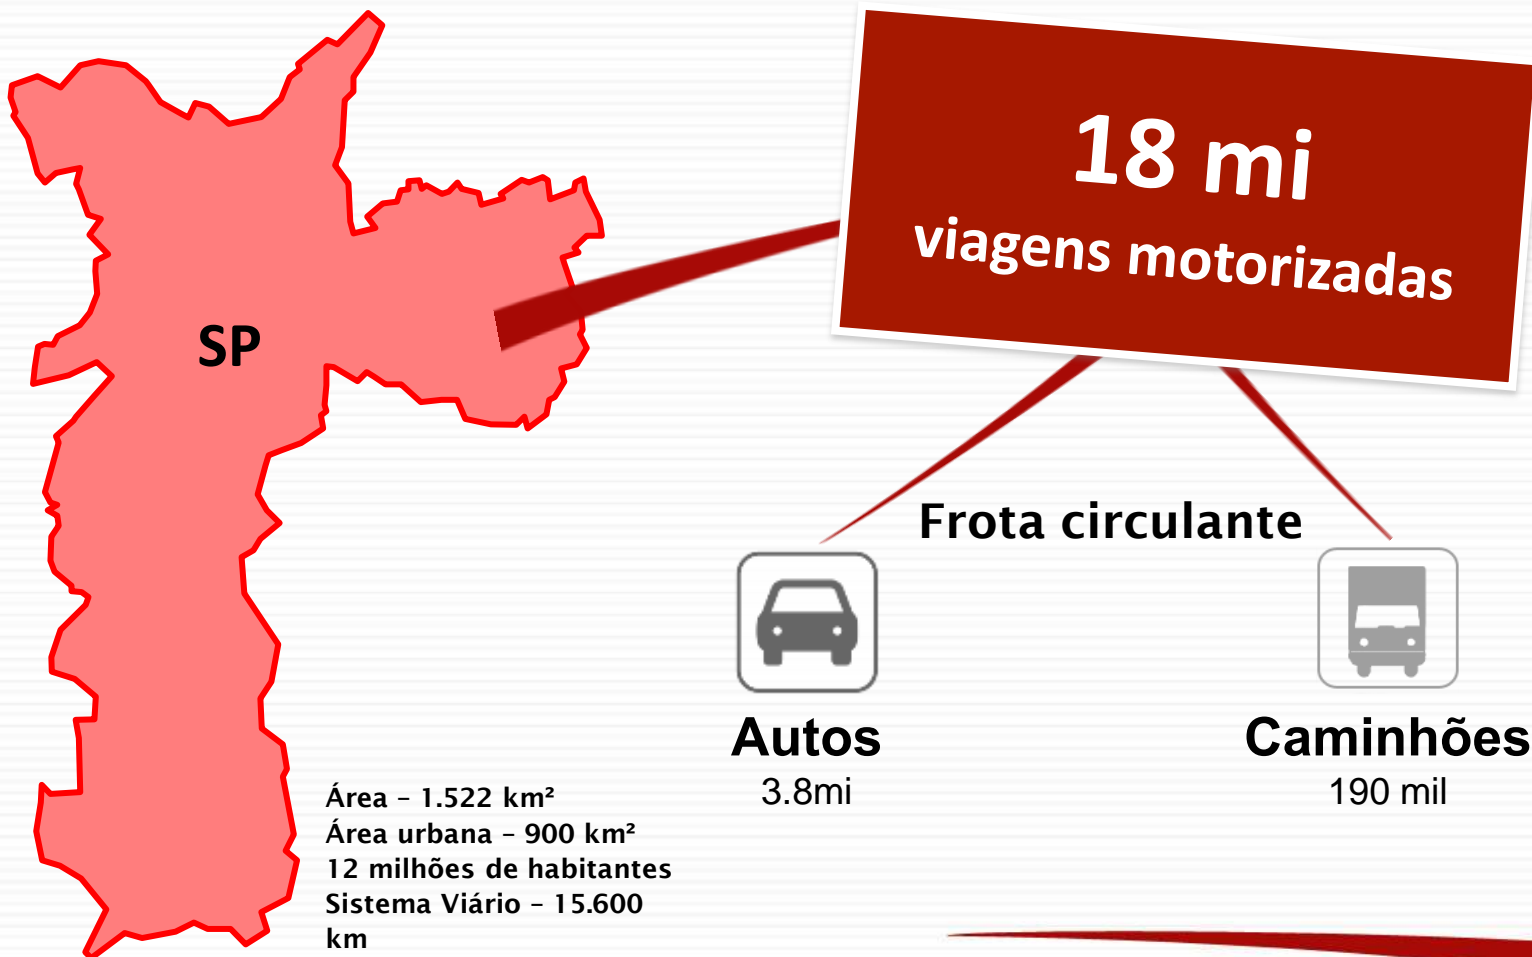 18 mi
viagens motorizadas
SP
Frota circulante
Autos
3.8mi
Caminhões
190 mil
Área – 1.522 km²
Área urbana – 900 km²
12 milhões de habitantes
Sistema Viário – 15.600
km